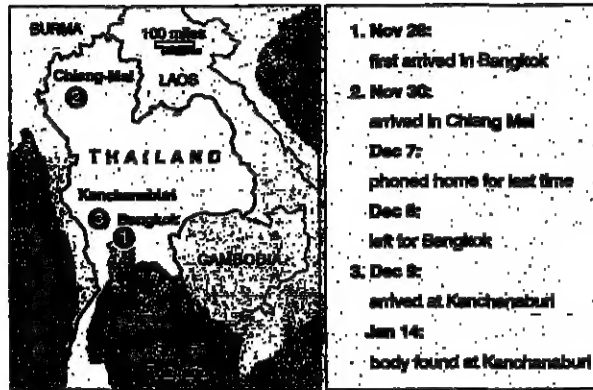 BURMA
100 miles
Chiang Mai
LAOS
2
THAILAND
Kanchanaburi
3
Bangkok
1
CAMBODIA
1. Nov 28:
first arrived in Bangkok
2. Nov 30:
arrived in Chiang Mai
Dec 7:
phoned home for last time
Dec 8:
left for Bangkok
3. Dec 9:
arrived at Kanchanaburi
Jan 14:
body found at Kanchanaburi